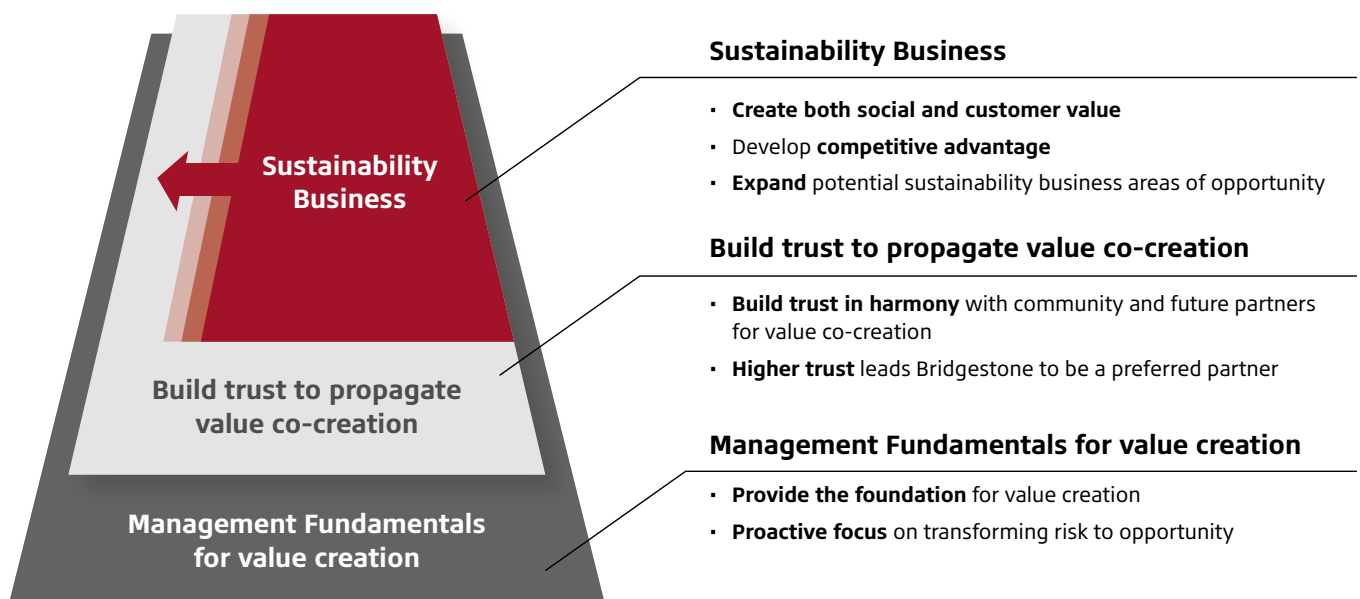 Sustainability
Business
Build trust to propagate
value co-creation
Management Fundamentals
for value creation
Sustainability Business
· Create both social and customer value
· Develop competitive advantage
· Expand potential sustainability business areas of opportunity
Build trust to propagate value co-creation
· Build trust in harmony with community and future partners
for value co-creation
· Higher trust leads Bridgestone to be a preferred partner
Management Fundamentals for value creation
· Provide the foundation for value creation
· Proactive focus on transforming risk to opportunity